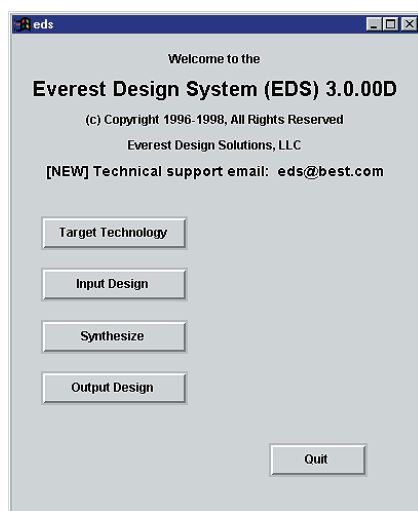 eds
Welcome to the
Everest Design System (EDS) 3.0.00D
(c) Copyright 1996-1998, All Rights Reserved
Everest Design Solutions, LLC
[NEW] Technical support email: eds@best.com
Target Technology
Input Design
Synthesize
Output Design
Quit